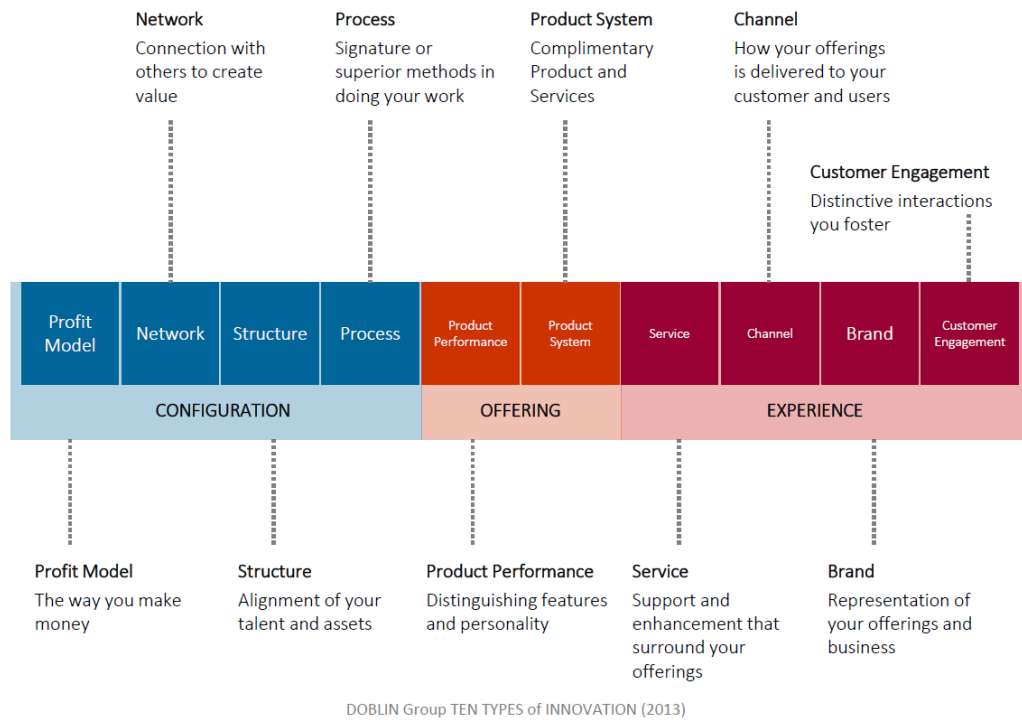 Network
Connection with
others to create
value
Process
Signature or
superior methods in
doing your work
Product System
Complimentary
Product and
Services
Channel
How your offerings
is delivered to your
customer and users
Customer Engagement
Distinctive interactions
you foster
Profit
Model
Network
Structure
Process
Product
Performance
Product
System
Service
Channel
Brand
Customer
Engagement
CONFIGURATION
OFFERING
EXPERIENCE
Profit Model
The way you make
money
Structure
Alignment of your
talent and assets
Product Performance
Distinguishing features
and personality
Service
Support and
enhancement that
surround your
offerings
Brand
Representation of
your offerings and
business
DOBLIN Group TEN TYPES of INNOVATION (2013)